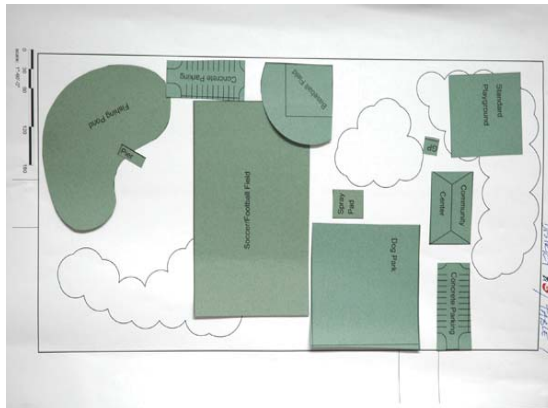 Concrete Parking
Baseball Field
Fishing Pond
Pier
Standard
Playground
Community
Center
Spray
Pad
Soccer/Football Field
Dog Park
Concrete Parking